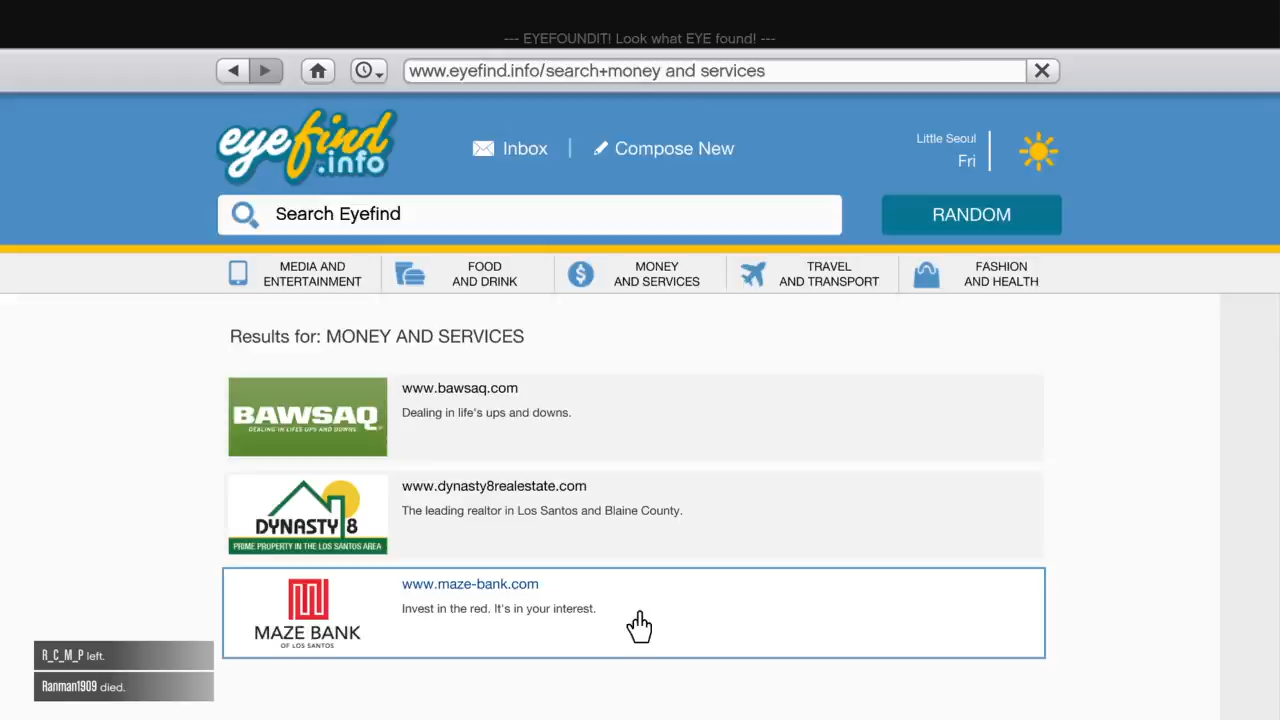 --- EYEFOUNDIT! Look what EYE found! ---
www.eyefind.info/search+money and services
eyefind
.info
Inbox
Compose New
Little Seoul
Fri
Search Eyefind
RANDOM
MEDIA AND
ENTERTAINMENT
FOOD
AND DRINK
MONEY
AND SERVICES
TRAVEL
AND TRANSPORT
FASHION
AND HEALTH
Results for: MONEY AND SERVICES
BAWSAQ
DEALING IN LIFE'S UPS AND DOWNS
www.bawsaq.com
Dealing in life's ups and downs.
DYNASTY 8
PRIME PROPERTY IN THE LOS SANTOS AREA
www.dynasty8realestate.com
The leading realtor in Los Santos and Blaine County.
MAZE BANK
OF LOS SANTOS
www.maze-bank.com
Invest in the red. It's in your interest.
R_C_M_P left.
Ranman1909 died.